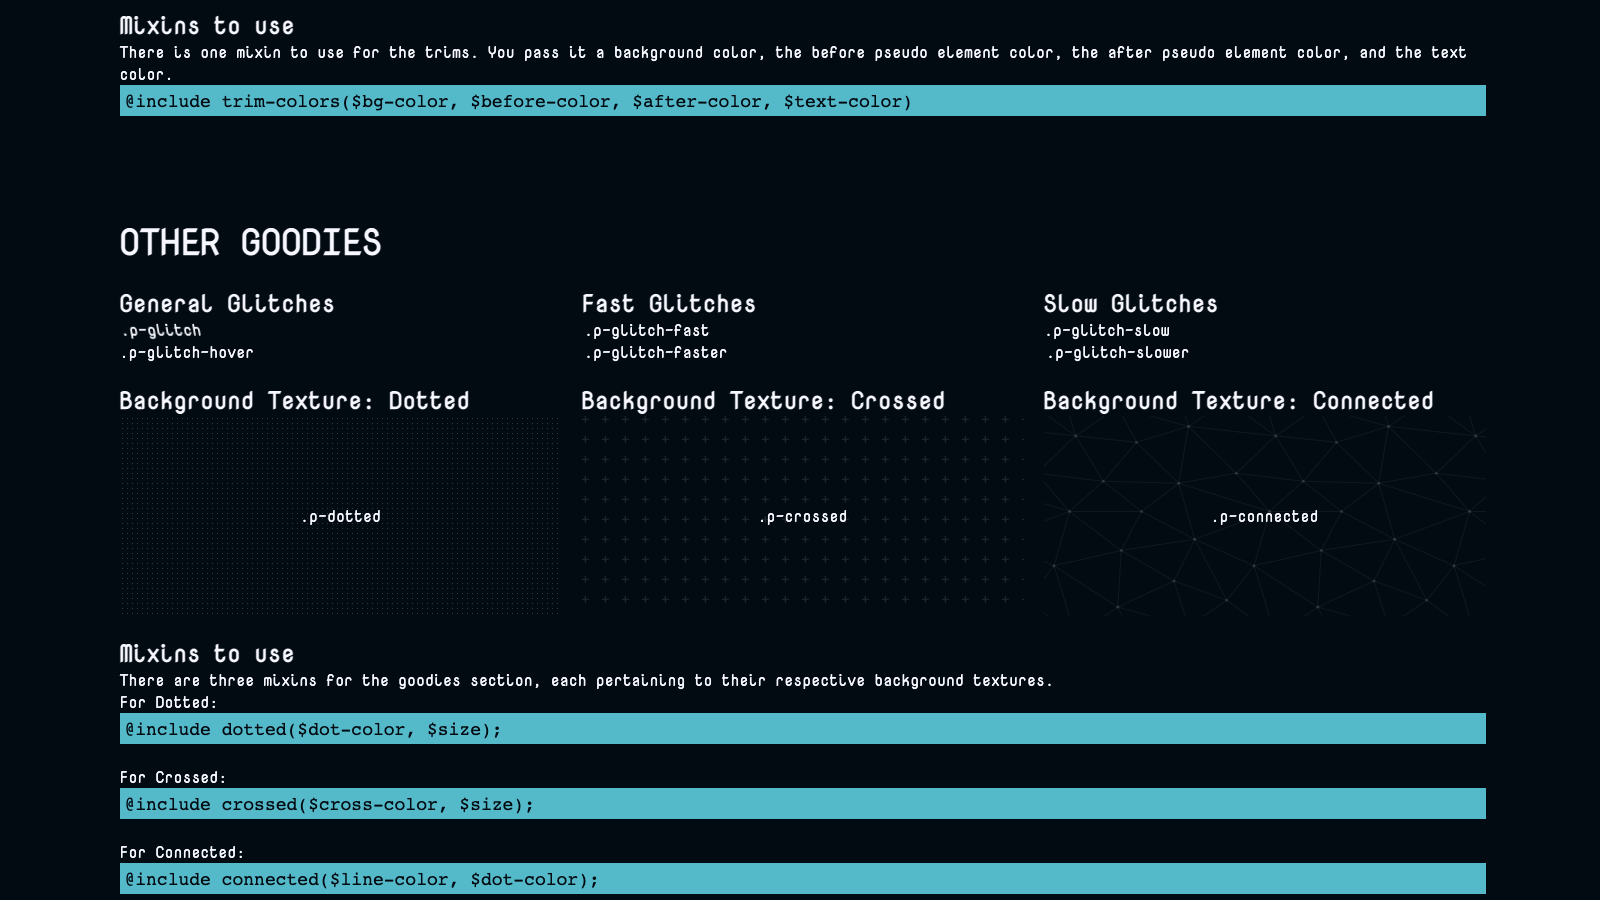 Mixins to use
There is one mixin to use for the trims. You pass it a background color, the before pseudo element color, the after pseudo element color, and the text
color.
@include trim-colors($bg-color, $before-color, $after-color, $text-color)
OTHER GOODIES
General Glitches
.p-glitch
.p-glitch-hover
Fast Glitches
.p-glitch-fast
.p-glitch-faster
Slow Glitches
.p-glitch-slow
.p-glitch-slower
Background Texture: Dotted
.p-dotted
Background Texture: Crossed
.p-crossed
Background Texture: Connected
.p-connected
Mixins to use
There are three mixins for the goodies section, each pertaining to their respective background textures.
For Dotted:
@include dotted($dot-color, $size);
For Crossed:
@include crossed($cross-color, $size);
For Connected:
@include connected($line-color, $dot-color);